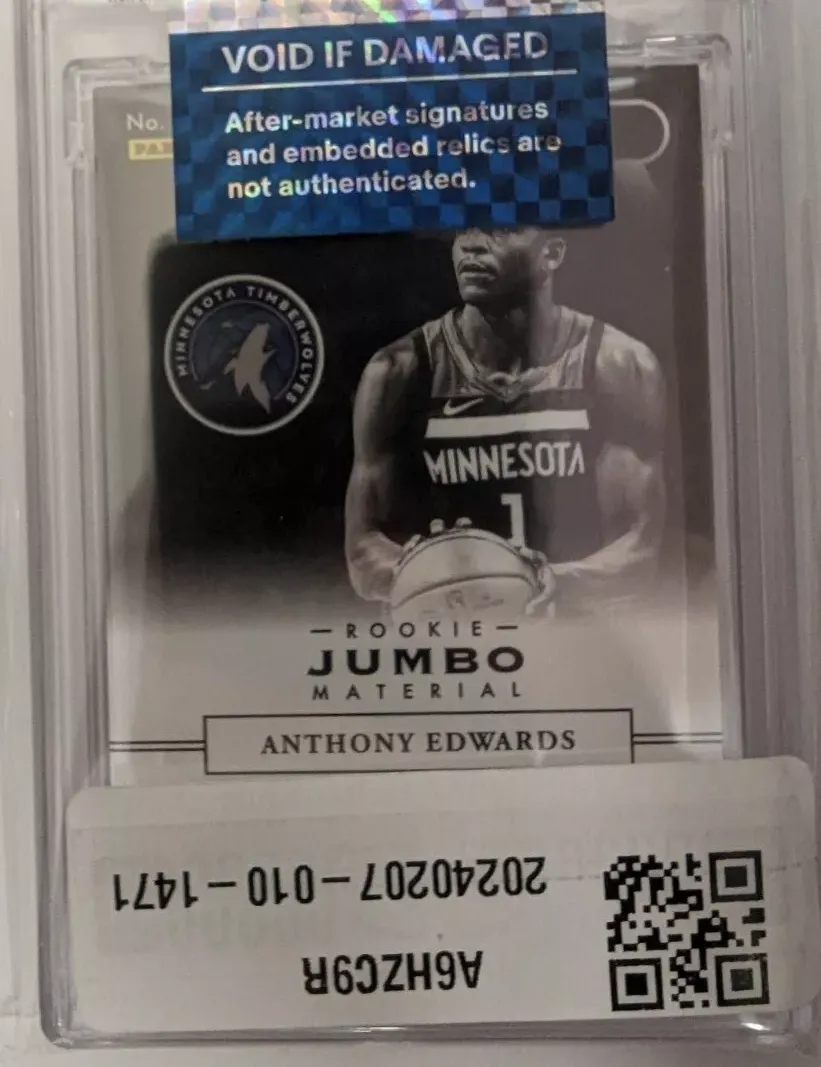 VOID IF DAMAGED
After-market signatures
and embedded relics are
not authenticated.
No.
MINNESOTA TIMBERWOLVES
MINNESOTA
1
ROOKIE
JUMBO
MATERIAL
ANTHONY EDWARDS
20240207-010-1471
A6HZC9R